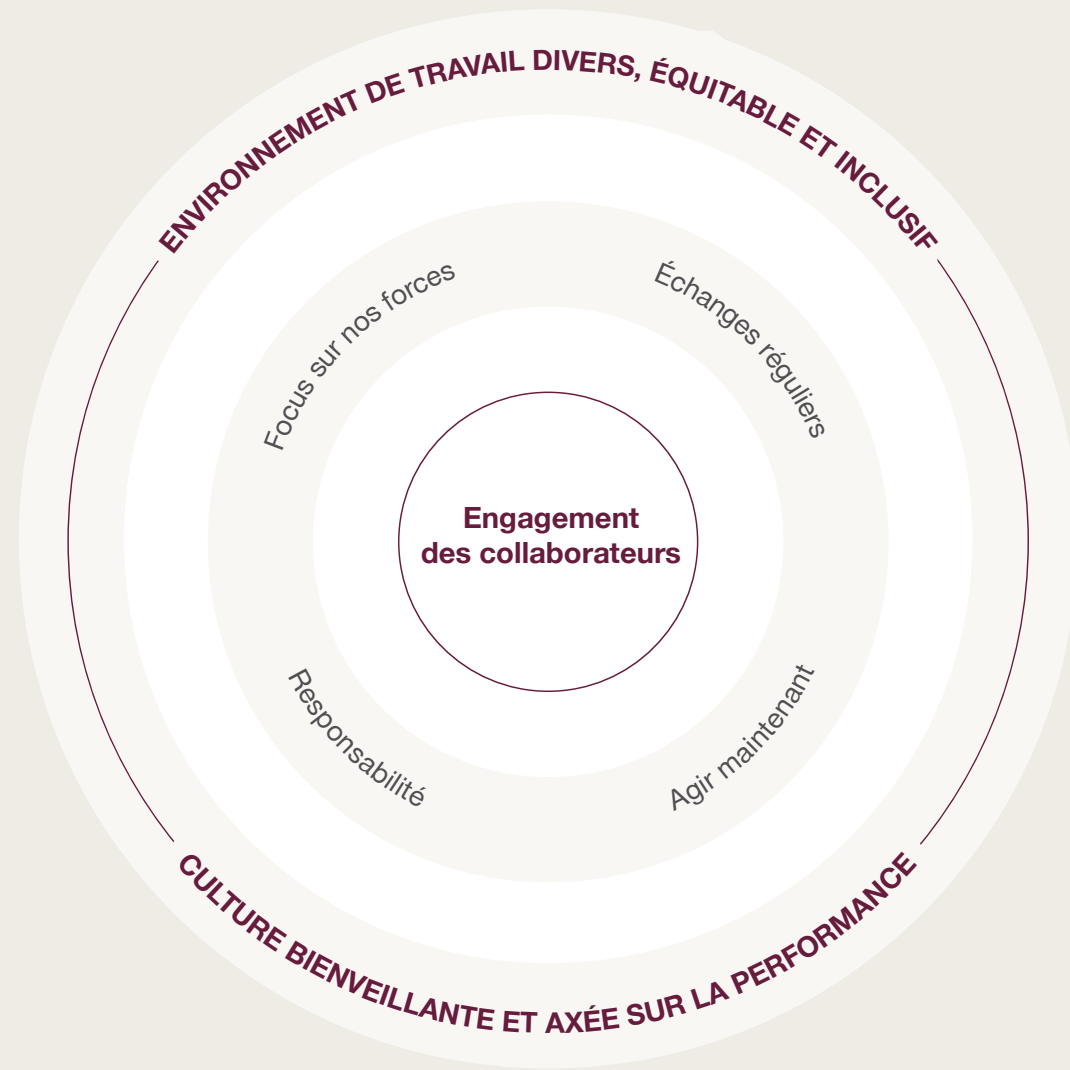 ENVIRONNEMENT DE TRAVAIL DIVERS, ÉQUITABLE ET INCLUSIF
Focus sur nos forces
Échanges réguliers
Engagement
des collaborateurs
Responsabilité
Agir maintenant
CULTURE BIENVEILLANTE ET AXÉE SUR LA PERFORMANCE